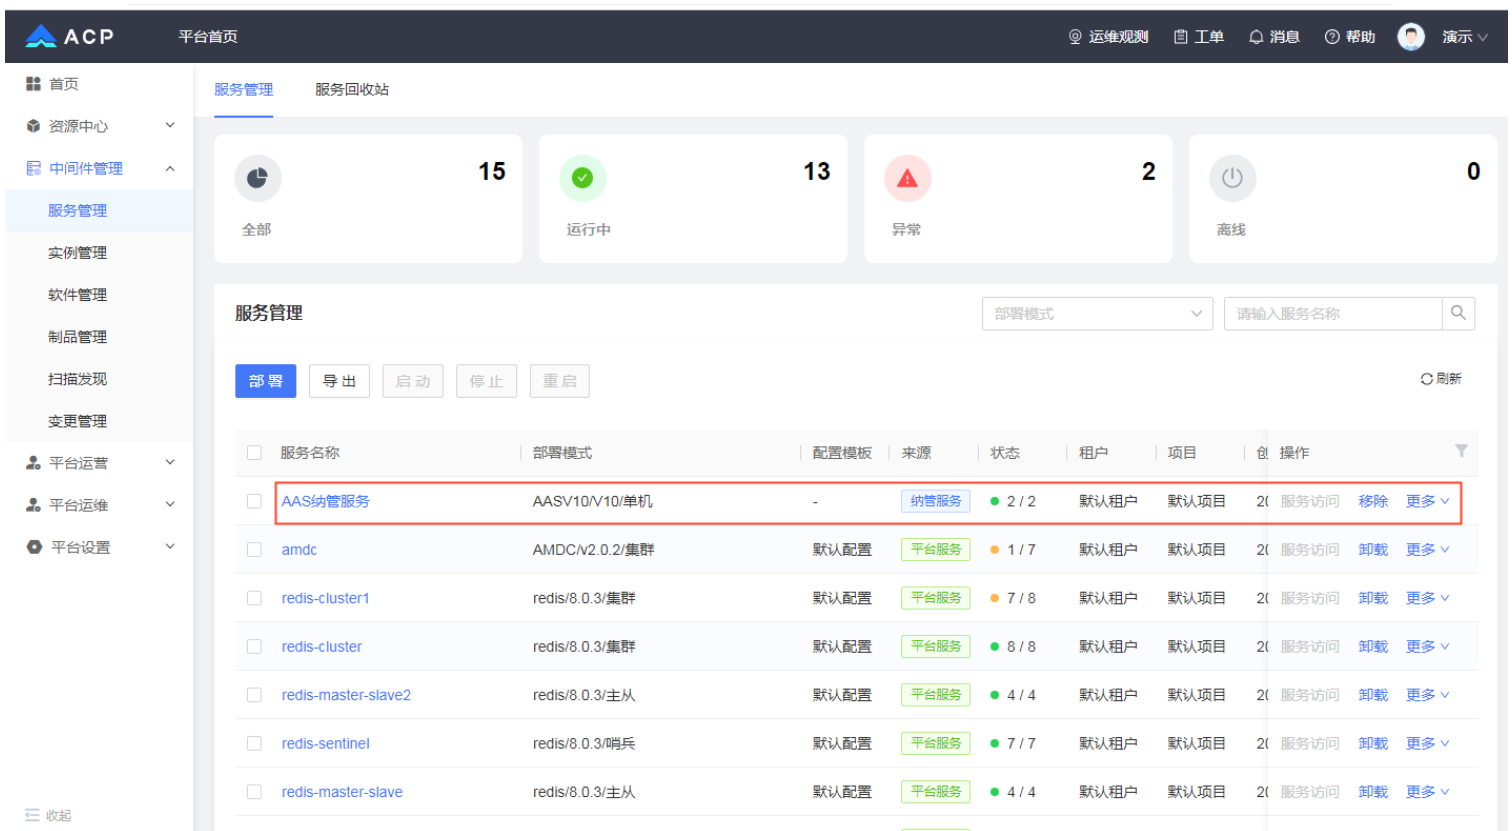 ACP 平台首页 运维观测 工单 消息 帮助 演示
首页
资源中心
中间件管理
服务管理
实例管理
软件管理
制品管理
扫描发现
变更管理
平台运营
平台运维
平台设置
收起
服务管理 服务回收站
15
全部
13
运行中
2
异常
0
离线
服务管理 部署模式 请输入服务名称
部署 导出 启动 停止 重启 刷新
服务名称 部署模式 配置模板 来源 状态 租户 项目 创 操作
AAS纳管服务 AASV10/V10/单机 - 纳管服务 2 / 2 默认租户 默认项目 20 服务访问 移除 更多
amdc AMDC/v2.0.2/集群 默认配置 平台服务 1 / 7 默认租户 默认项目 20 服务访问 卸载 更多
redis-cluster1 redis/8.0.3/集群 默认配置 平台服务 7 / 8 默认租户 默认项目 20 服务访问 卸载 更多
redis-cluster redis/8.0.3/集群 默认配置 平台服务 8 / 8 默认租户 默认项目 20 服务访问 卸载 更多
redis-master-slave2 redis/8.0.3/主从 默认配置 平台服务 4 / 4 默认租户 默认项目 20 服务访问 卸载 更多
redis-sentinel redis/8.0.3/哨兵 默认配置 平台服务 7 / 7 默认租户 默认项目 20 服务访问 卸载 更多
redis-master-slave redis/8.0.3/主从 默认配置 平台服务 4 / 4 默认租户 默认项目 20 服务访问 卸载 更多